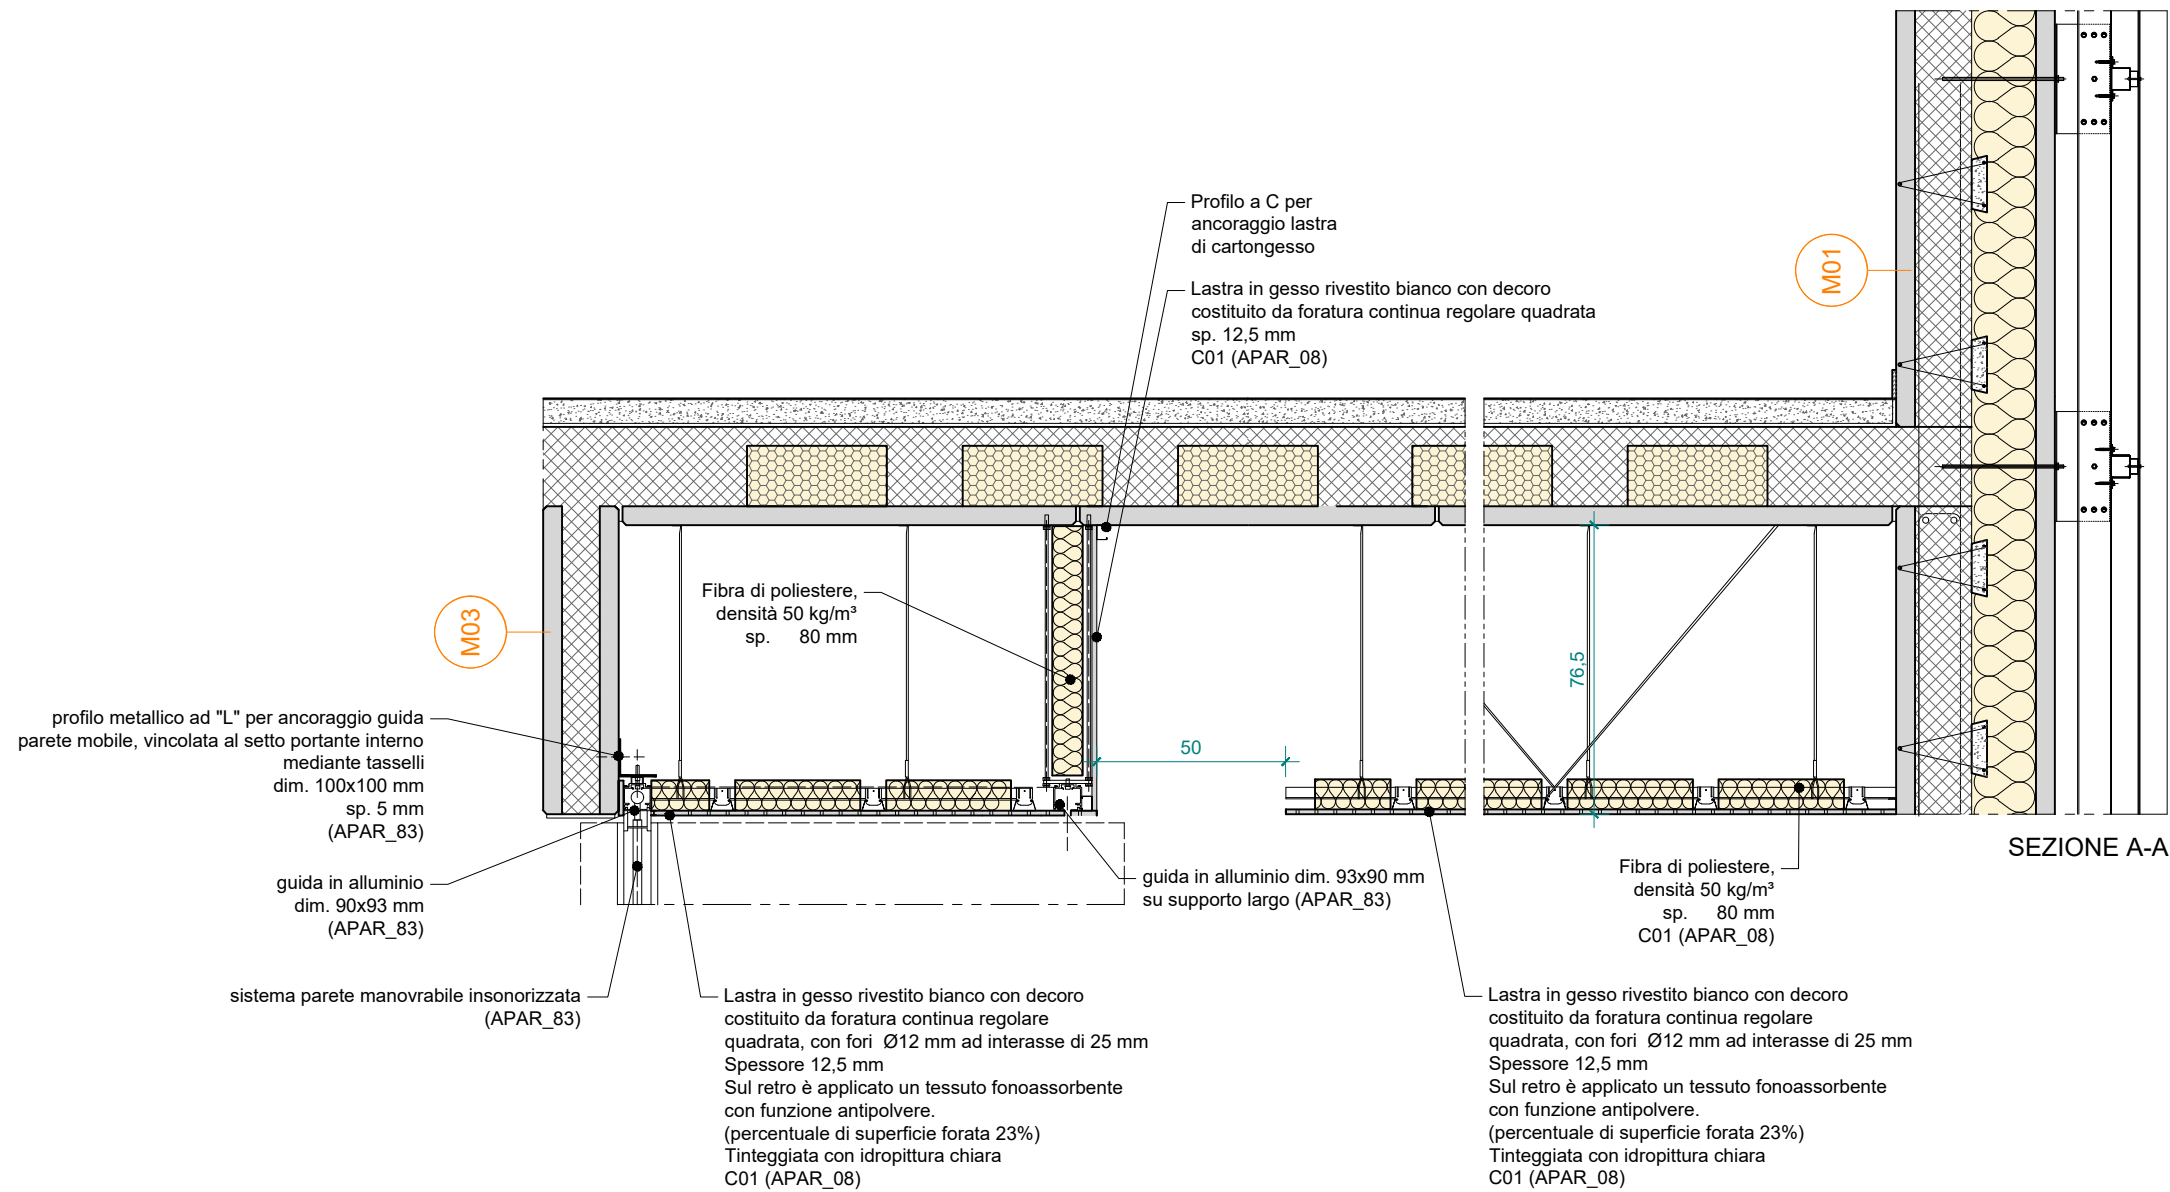 Profilo a C per
ancoraggio lastra
di cartongesso
Lastra in gesso rivestito bianco con decoro
costituito da foratura continua regolare quadrata
sp. 12,5 mm
C01 (APAR_08)
M01
Fibra di poliestere,
densità 50 kg/m³
sp. 80 mm
M03
76,5
50
profilo metallico ad "L" per ancoraggio guida
parete mobile, vincolata al setto portante interno
mediante tasselli
dim. 100x100 mm
sp. 5 mm
(APAR_83)
guida in alluminio
dim. 90x93 mm
(APAR_83)
sistema parete manovrabile insonorizzata
(APAR_83)
guida in alluminio dim. 93x90 mm
su supporto largo (APAR_83)
SEZIONE A-A
Fibra di poliestere,
densità 50 kg/m³
sp. 80 mm
C01 (APAR_08)
Lastra in gesso rivestito bianco con decoro
costituito da foratura continua regolare
quadrata, con fori Ø12 mm ad interasse di 25 mm
Spessore 12,5 mm
Sul retro è applicato un tessuto fonoassorbente
con funzione antipolvere.
(percentuale di superficie forata 23%)
Tinteggiata con idropittura chiara
C01 (APAR_08)
Lastra in gesso rivestito bianco con decoro
costituito da foratura continua regolare
quadrata, con fori Ø12 mm ad interasse di 25 mm
Spessore 12,5 mm
Sul retro è applicato un tessuto fonoassorbente
con funzione antipolvere.
(percentuale di superficie forata 23%)
Tinteggiata con idropittura chiara
C01 (APAR_08)